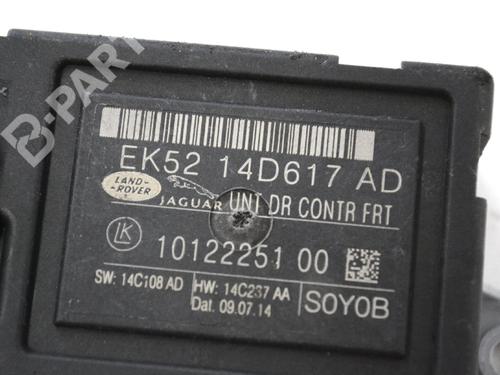 B-PART
EK52 14D617 AD
LAND-
ROVER
JAGUAR
UNT DR CONTR FRT
LK
10122251 00
SW: 14C108 AD
HW: 14C237 AA
Dat. 09.07.14
S0Y0B